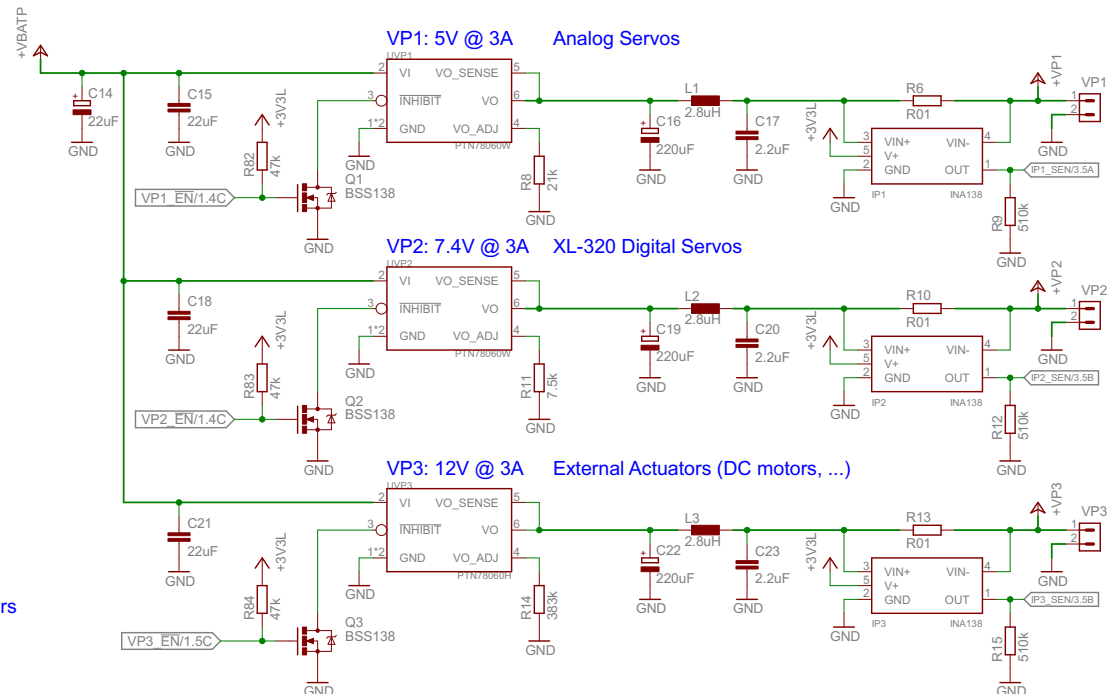 +VBATP
VP1: 5V @ 3A Analog Servos
UVP1
2 VI VO_SENSE 5
3 INHIBIT VO 6
1*2 GND VO_ADJ 4
PTN78060W
C14
22uF
GND
C15
22uF
GND
+3V3L
R82
47k
VP1_EN/1.4C
Q1
BSS138
GND
GND
R8
21k
GND
C16
220uF
GND
L1
2.8uH
C17
2.2uF
GND
+3V3L
R6
R01
3 VIN+ VIN- 4
5 V+
2 GND OUT 1
IP1 INA138
GND
+VP1
VP1
1
2
GND
IP1_SEN/3.5A
R9
510k
GND
VP2: 7.4V @ 3A XL-320 Digital Servos
UVP2
2 VI VO_SENSE 5
3 INHIBIT VO 6
1*2 GND VO_ADJ 4
PTN78060W
C18
22uF
GND
+3V3L
R83
47k
VP2_EN/1.4C
Q2
BSS138
GND
GND
R11
7.5k
GND
C19
220uF
GND
L2
2.8uH
C20
2.2uF
GND
+3V3L
R10
R01
3 VIN+ VIN- 4
5 V+
2 GND OUT 1
IP2 INA138
GND
+VP2
VP2
1
2
GND
IP2_SEN/3.5B
R12
510k
GND
VP3: 12V @ 3A External Actuators (DC motors, ...)
UVP3
2 VI VO_SENSE 5
3 INHIBIT VO 6
1*2 GND VO_ADJ 4
PTN78060H
C21
22uF
GND
+3V3L
rs
R84
47k
VP3_EN/1.5C
Q3
BSS138
GND
GND
R14
383k
GND
C22
220uF
GND
L3
2.8uH
C23
2.2uF
GND
+3V3L
R13
R01
3 VIN+ VIN- 4
5 V+
2 GND OUT 1
IP3 INA138
GND
+VP3
VP3
1
2
GND
IP3_SEN/3.5B
R15
510k
GND